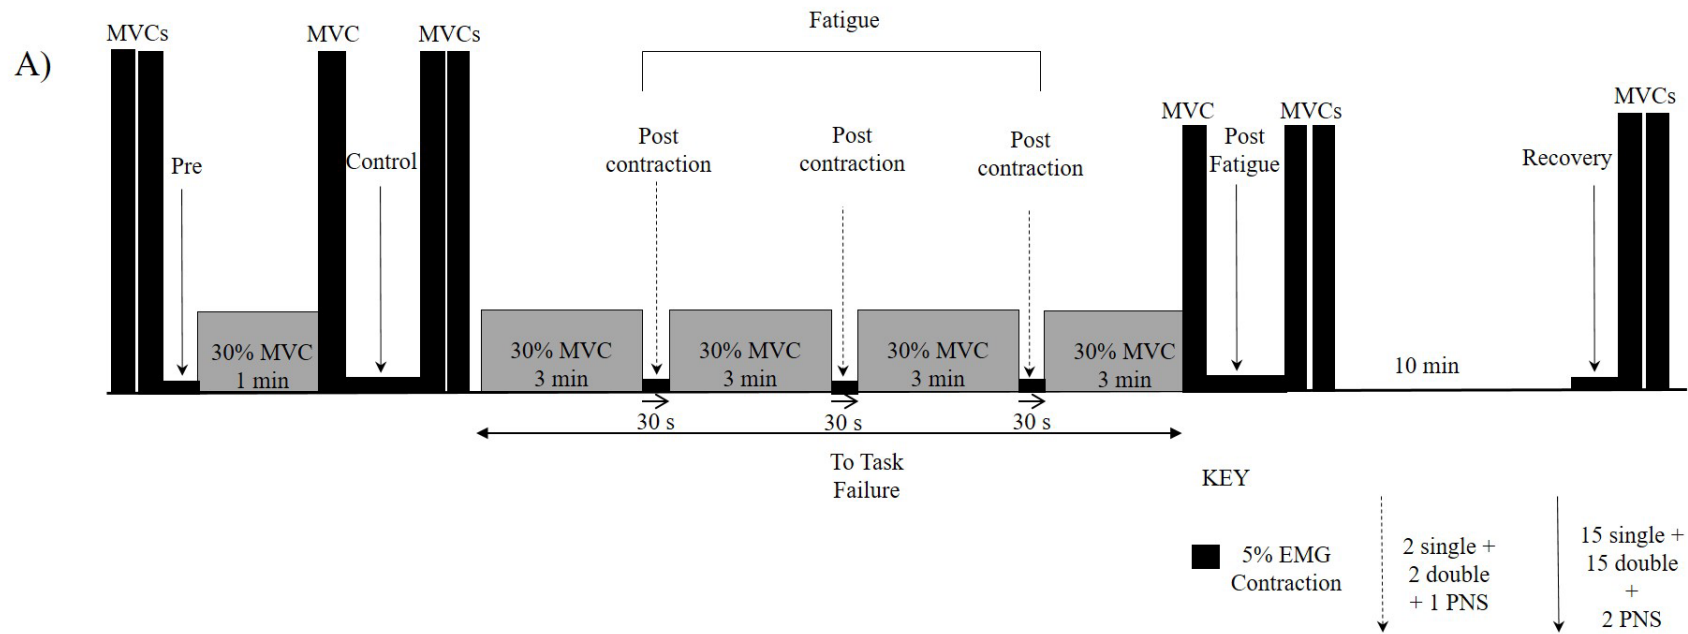 Fatigue
MVCs
MVC
MVCs
A)
MVC
MVCs
MVCs
Pre
Control
Post
contraction
Post
contraction
Post
contraction
Post
Fatigue
Recovery
30% MVC
1 min
30% MVC
3 min
30% MVC
3 min
30% MVC
3 min
30% MVC
3 min
10 min
30 s
30 s
30 s
To Task
Failure
KEY
5% EMG
Contraction
2 single +
2 double
+ 1 PNS
15 single +
15 double
+
2 PNS